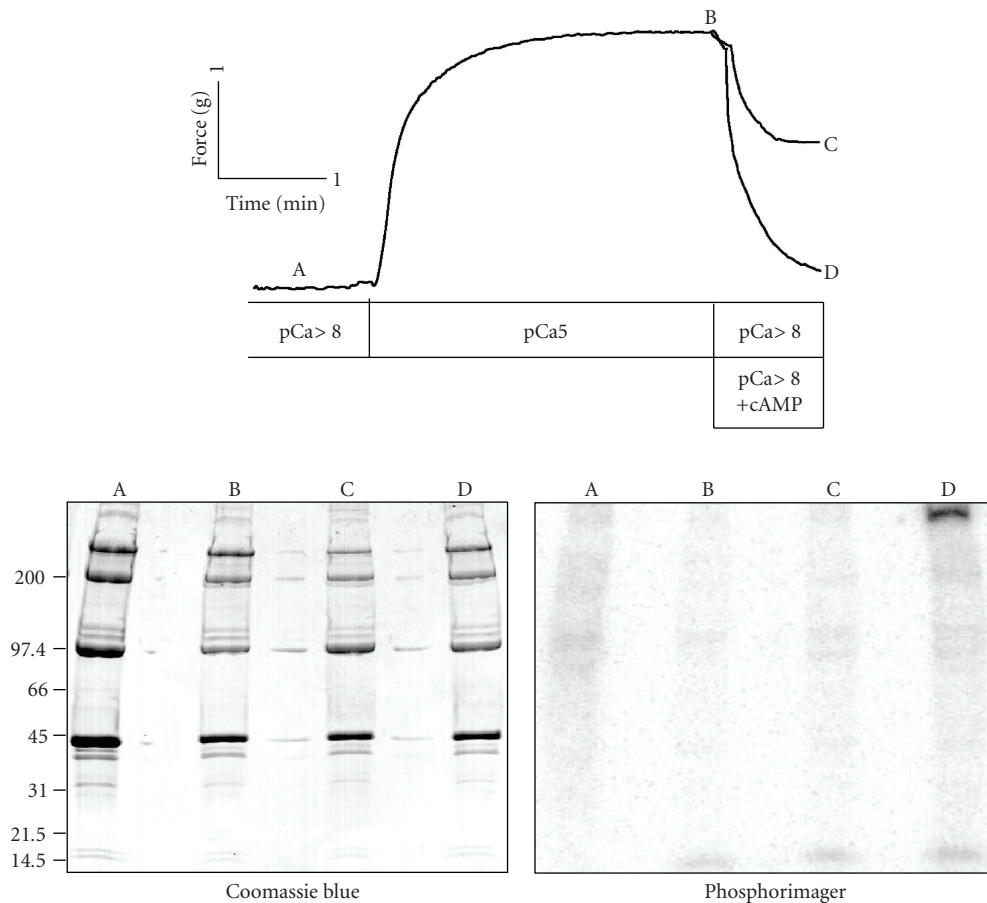 B
1
Force (g)
1
Time (min)
C
A
D
pCa> 8
pCa5
pCa> 8
pCa> 8
+cAMP
A
B
C
D
A
B
C
D
200
97.4
66
45
31
21.5
14.5
Coomassie blue
Phosphorimager